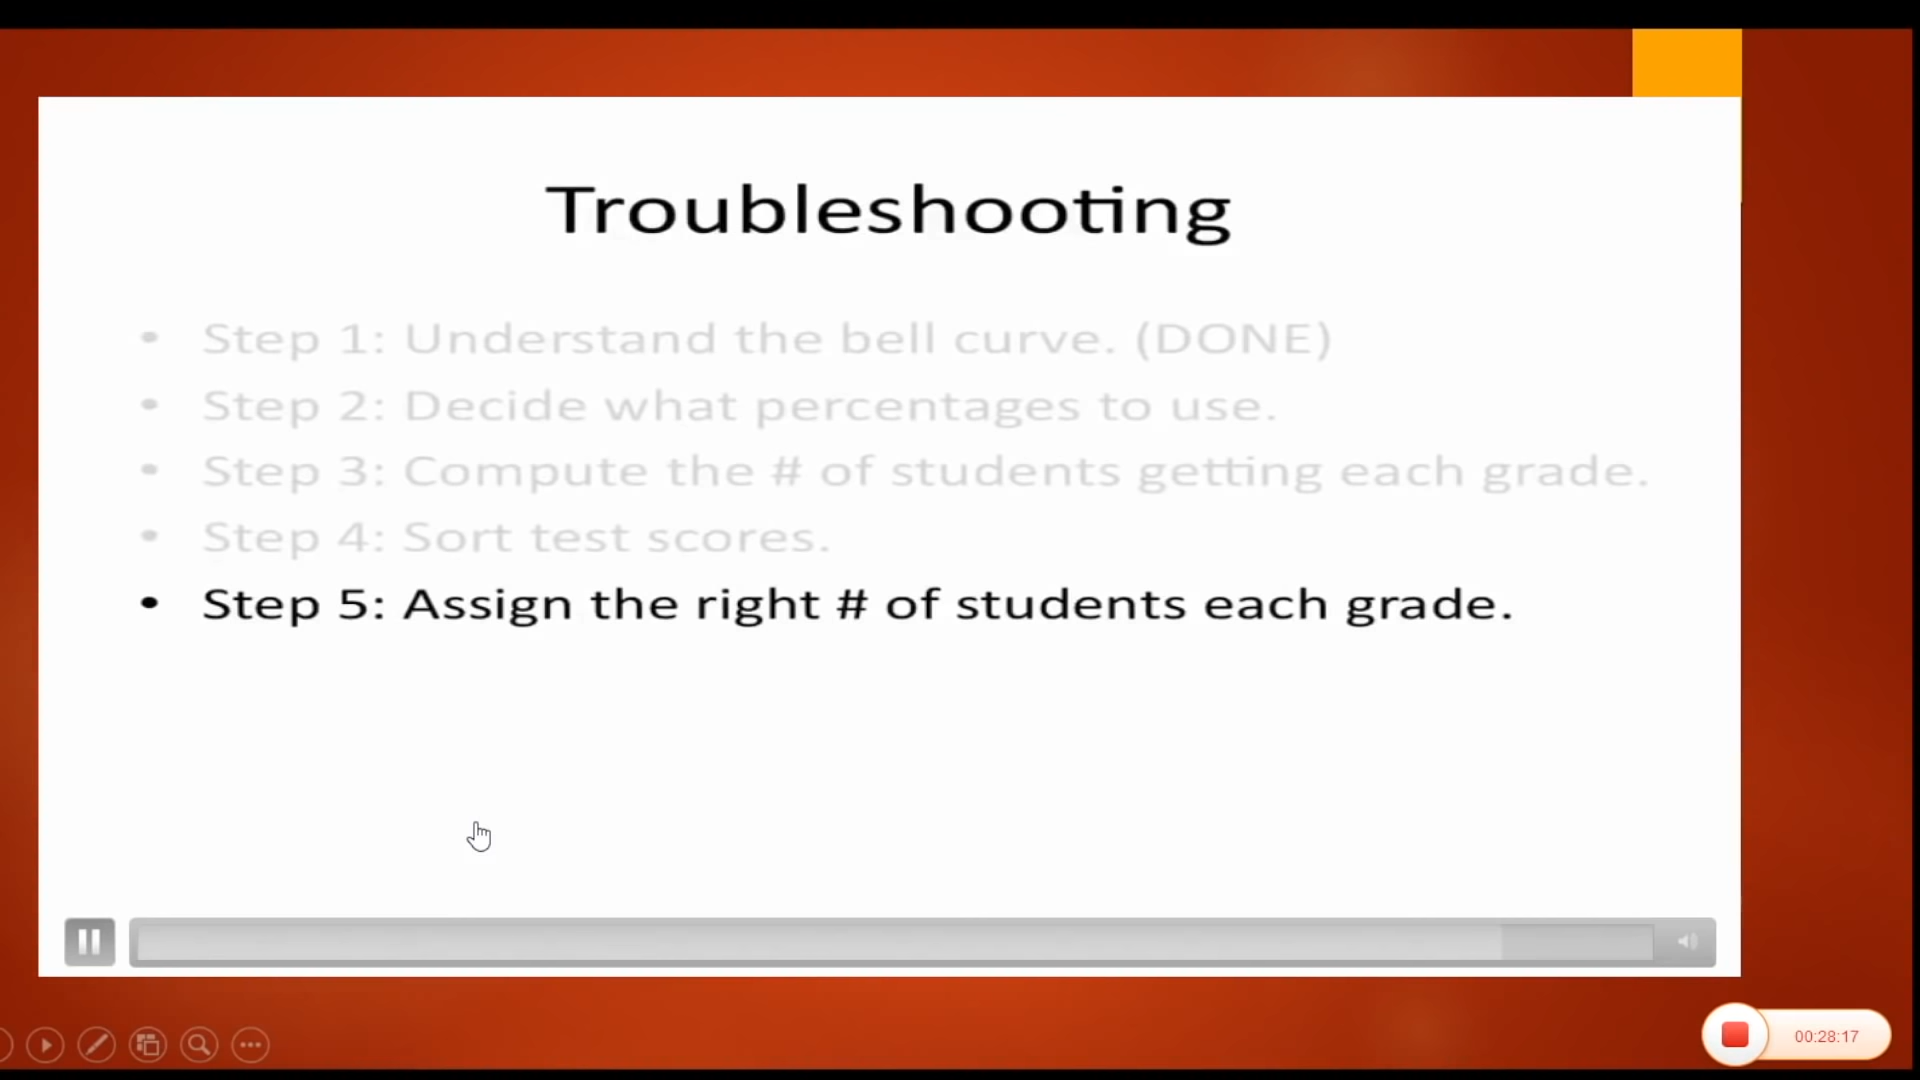 Troubleshooting
• Step 1: Understand the bell curve. (DONE)
• Step 2: Decide what percentages to use.
• Step 3: Compute the # of students getting each grade.
• Step 4: Sort test scores.
• Step 5: Assign the right # of students each grade.
00:28:17